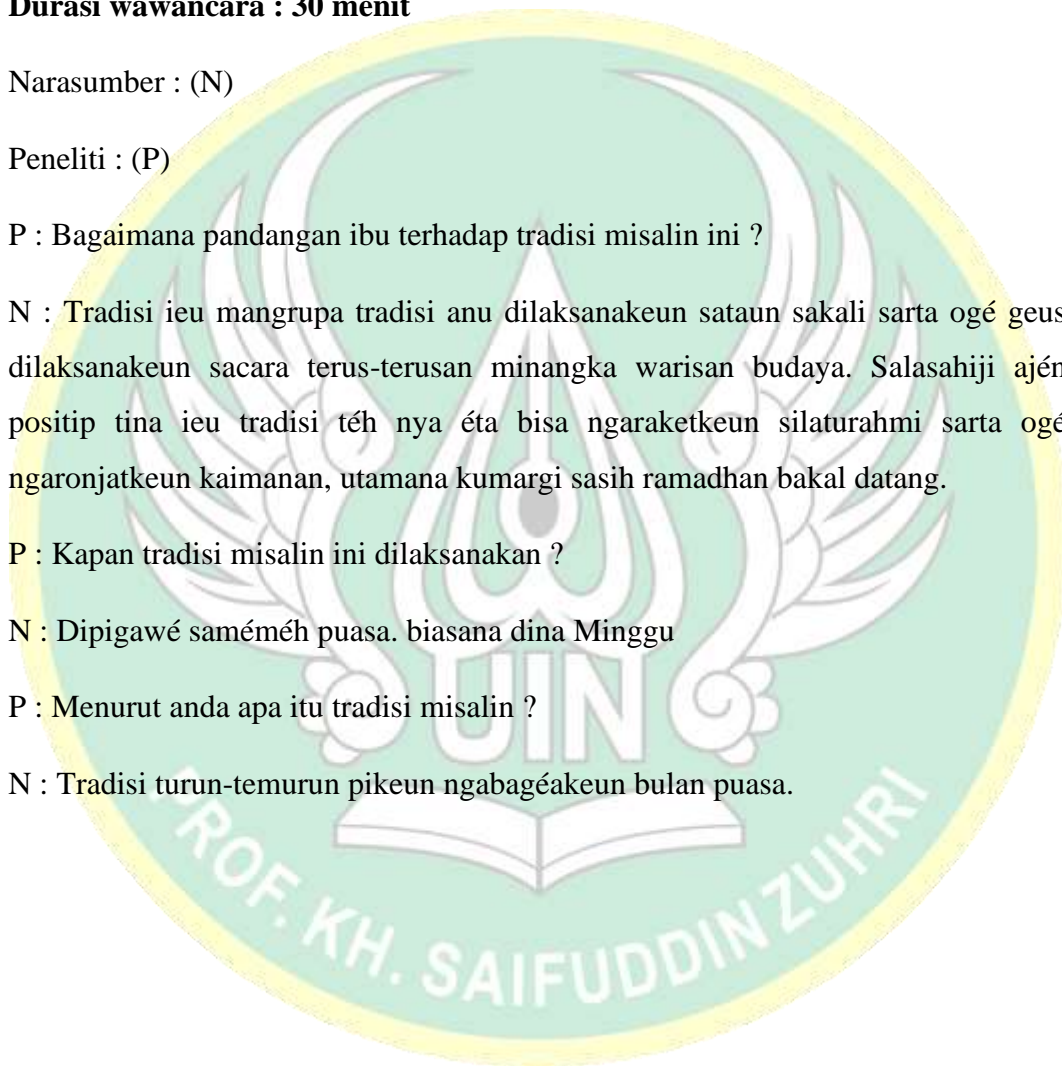 Durasi wawancara : 30 menit
Narasumber : (N)
Peneliti : (P)
P : Bagaimana pandangan ibu terhadap tradisi misalin ini ?
N : Tradisi ieu mangrupa tradisi anu dilaksanakeun sataun sakali sarta ogé geus
dilaksanakeun sacara terus-terusan minangka warisan budaya. Salasahiji ajén
positip tina ieu tradisi téh nya éta bisa ngaraketkeun silaturahmi sarta ogé
ngaronjatkeun kaimanan, utamana kumargi sasih ramadhan bakal datang.
P : Kapan tradisi misalin ini dilaksanakan ?
N : Dipigawé saméméh puasa. biasana dina Minggu
P : Menurut anda apa itu tradisi misalin ?
N : Tradisi turun-temurun pikeun ngabagéakeun bulan puasa.
UIN
PROF. KH. SAIFUDDIN ZUHRI